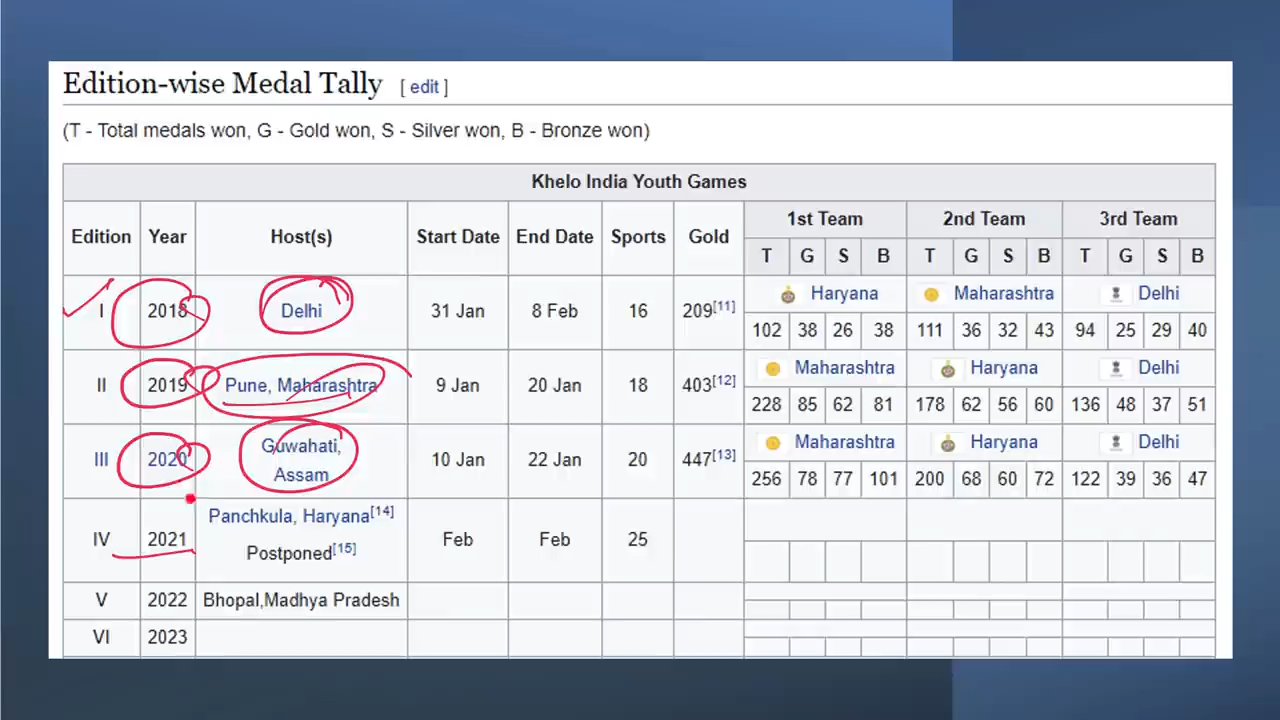 Edition-wise Medal Tally [ edit ]
(T - Total medals won, G - Gold won, S - Silver won, B - Bronze won)
Khelo India Youth Games
Edition Year Host(s) Start Date End Date Sports Gold 1st Team 2nd Team 3rd Team
T G S B T G S B T G S B
I 2018 Delhi 31 Jan 8 Feb 16 209[11] Haryana Maharashtra Delhi
102 38 26 38 111 36 32 43 94 25 29 40
II 2019 Pune, Maharashtra 9 Jan 20 Jan 18 403[12] Maharashtra Haryana Delhi
228 85 62 81 178 62 56 60 136 48 37 51
III 2020 Guwahati, Assam 10 Jan 22 Jan 20 447[13] Maharashtra Haryana Delhi
256 78 77 101 200 68 60 72 122 39 36 47
IV 2021 Panchkula, Haryana[14] Postponed[15] Feb Feb 25
V 2022 Bhopal,Madhya Pradesh
VI 2023